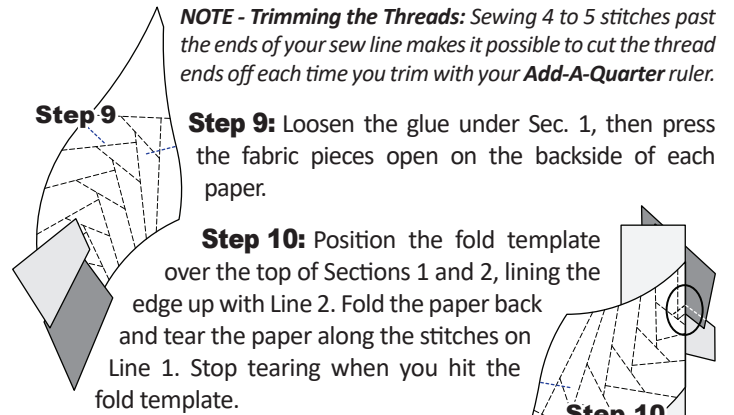 NOTE - Trimming the Threads: Sewing 4 to 5 stitches past
the ends of your sew line makes it possible to cut the thread
ends off each time you trim with your Add-A-Quarter ruler.
Step 9
Step 9: Loosen the glue under Sec. 1, then press
the fabric pieces open on the backside of each
paper.
Step 10: Position the fold template
over the top of Sections 1 and 2, lining the
edge up with Line 2. Fold the paper back
and tear the paper along the stitches on
Line 1. Stop tearing when you hit the
fold template.
Step 10